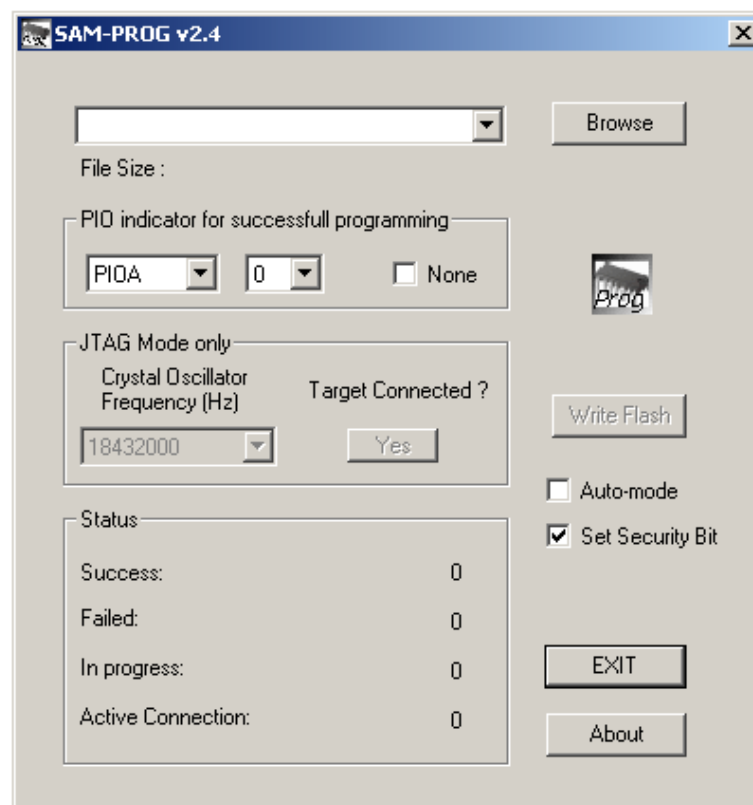 SAM-PROG v2.4
Browse
File Size :
PIO indicator for successfull programming
PIOA 0 None
Prog
JTAG Mode only
Crystal Oscillator
Frequency (Hz)
Target Connected ?
18432000 Yes
Write Flash
Auto-mode
Set Security Bit
Status
Success: 0
Failed: 0
In progress: 0
Active Connection: 0
EXIT
About